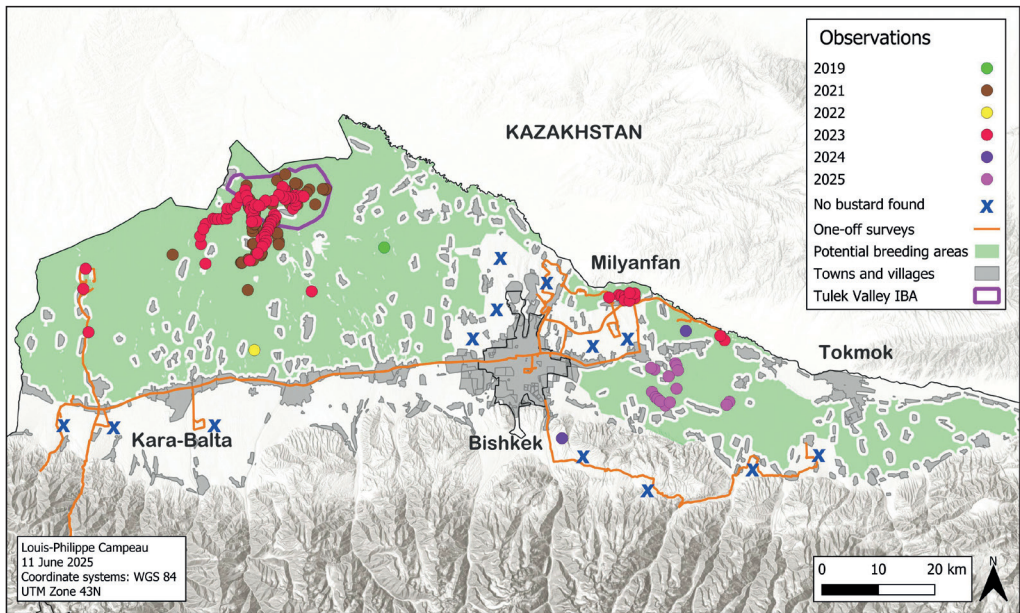 KAZAKHSTAN
Milyanfan
Tokmok
Kara-Balta
Bishkek
Observations
2019
2021
2022
2023
2024
2025
X No bustard found
One-off surveys
Potential breeding areas
Towns and villages
Tulek Valley IBA
X
X
X
X
X
X
X
X
X
X
X
X
X
Louis-Philippe Campeau
11 June 2025
Coordinate systems: WGS 84
UTM Zone 43N
0 10 20 km
N